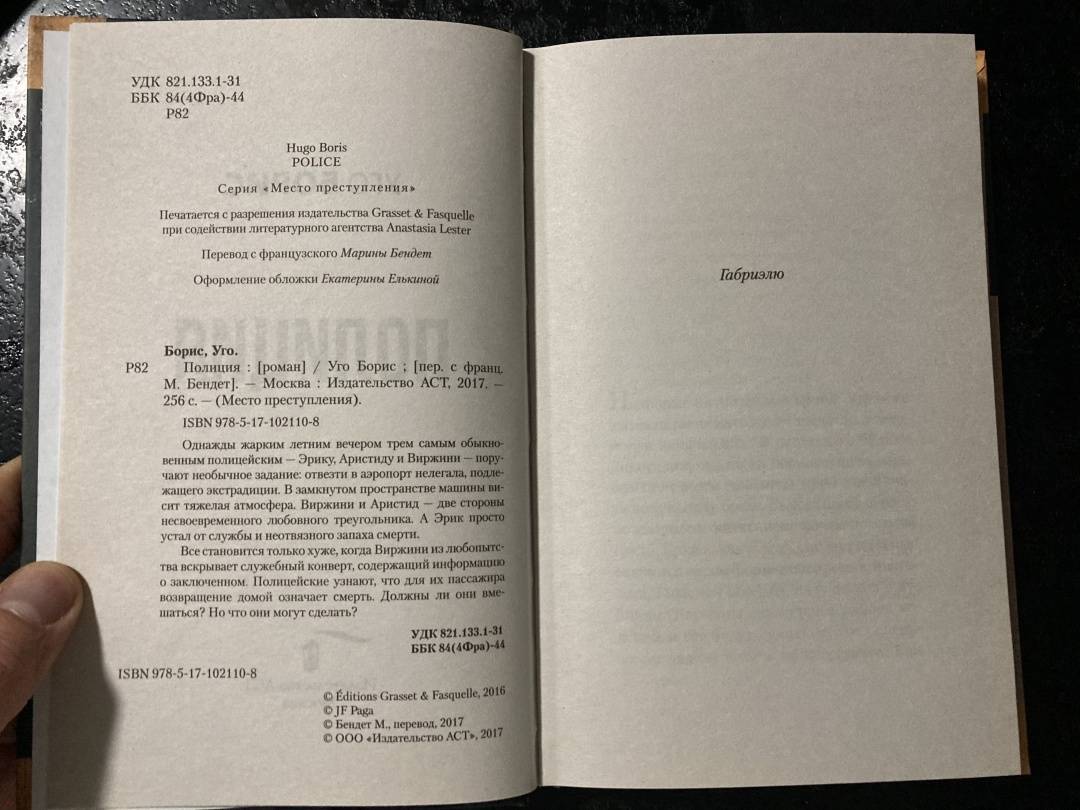 УДК 821.133.1-31
ББК 84(4Фра)-44
Р82
Hugo Boris
POLICE
Серия «Место преступления»
Печатается с разрешения издательства Grasset & Fasquelle
при содействии литературного агентства Anastasia Lester
Перевод с французского Марины Бендет
Оформление обложки Екатерины Елькиной
Борис, Уго.
Р82 Полиция : [роман] / Уго Борис ; [пер. с франц.
М. Бендет]. — Москва : Издательство АСТ, 2017. —
256 с. — (Место преступления).
ISBN 978-5-17-102110-8
Однажды жарким летним вечером трем самым обыкно-
венным полицейским — Эрику, Аристиду и Виржини — пору-
чают необычное задание: отвезти в аэропорт нелегала, подле-
жащего экстрадиции. В замкнутом пространстве машины ви-
сит тяжелая атмосфера. Виржини и Аристид — две стороны
несвоевременного любовного треугольника. А Эрик просто
устал от службы и неотвязного запаха смерти.
Все становится только хуже, когда Виржини из любопытс-
тва вскрывает служебный конверт, содержащий информацию
о заключенном. Полицейские узнают, что для их пассажира
возвращение домой означает смерть. Должны ли они вме-
шаться? Но что они могут сделать?
УДК 821.133.1-31
ББК 84(4Фра)-44
ISBN 978-5-17-102110-8
© Éditions Grasset & Fasquelle, 2016
© JF Paga
© Бендет М., перевод, 2017
© ООО «Издательство АСТ», 2017
Габриэлю